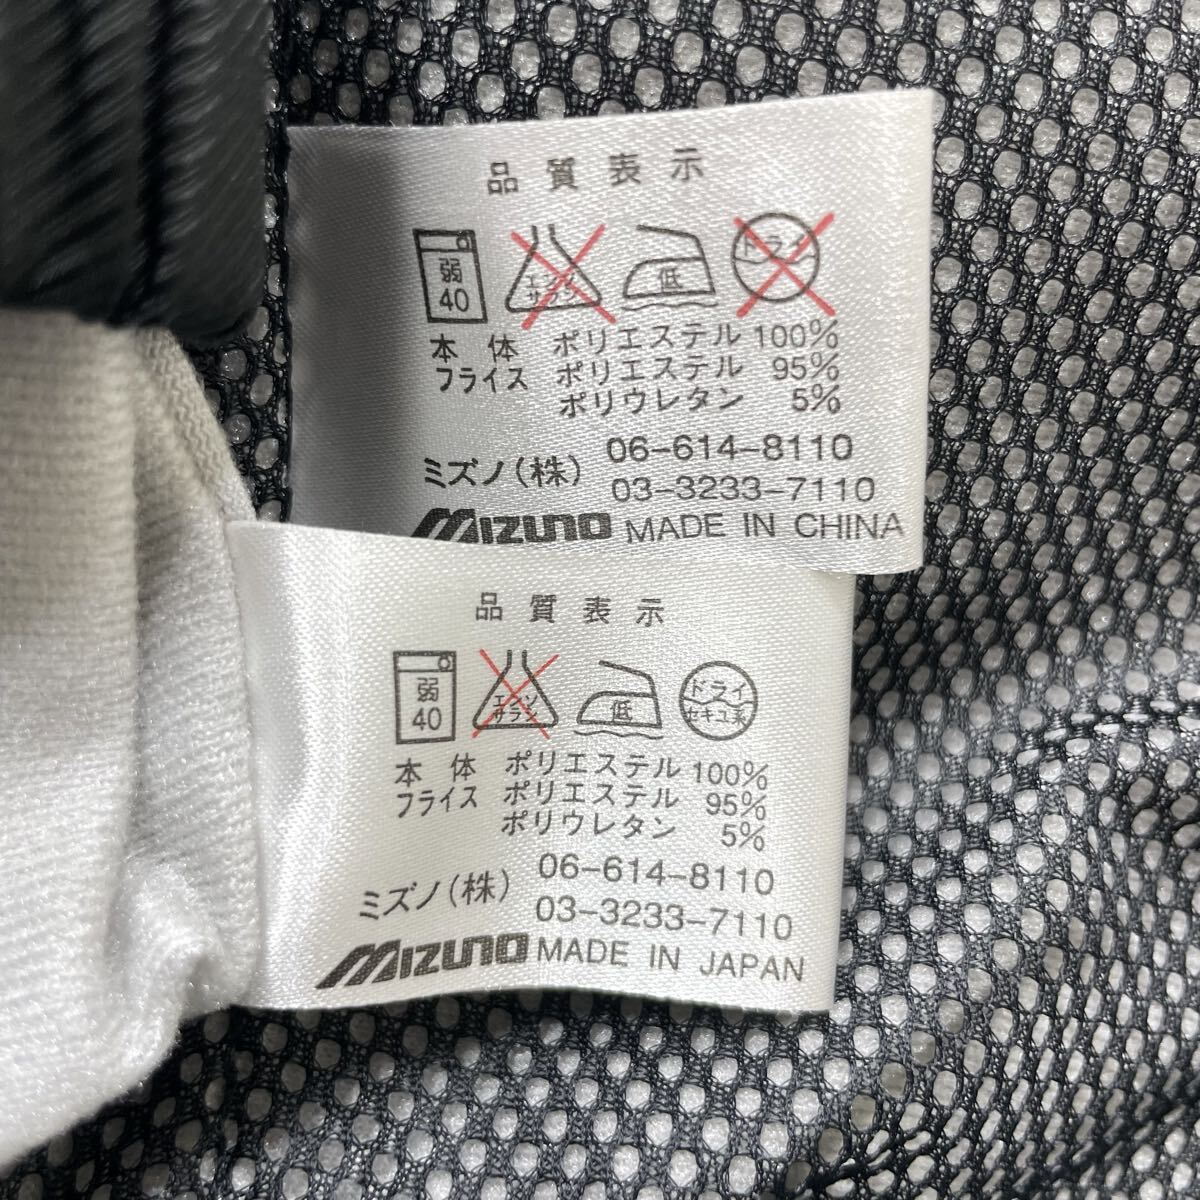 品質表示
弱 エンソ サラシ 低 ドライ
40
本体 ポリエステル 100%
フライス ポリエステル 95%
ポリウレタン 5%
06-614-8110
ミズノ(株)
03-3233-7110
MIZUNO MADE IN CHINA
品質表示
弱 エンソ サラシ 低 ドライ セキユ系
40
本体 ポリエステル 100%
フライス ポリエステル 95%
ポリウレタン 5%
06-614-8110
ミズノ(株)
03-3233-7110
MIZUNO MADE IN JAPAN